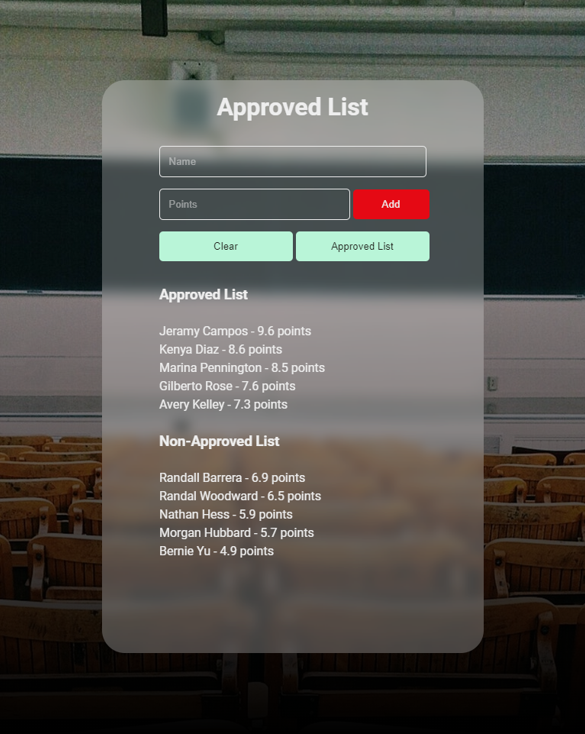 Approved List
Name
Points
Add
Clear
Approved List
Approved List
Jeramy Campos - 9.6 points
Kenya Diaz - 8.6 points
Marina Pennington - 8.5 points
Gilberto Rose - 7.6 points
Avery Kelley - 7.3 points
Non-Approved List
Randall Barrera - 6.9 points
Randal Woodward - 6.5 points
Nathan Hess - 5.9 points
Morgan Hubbard - 5.7 points
Bernie Yu - 4.9 points